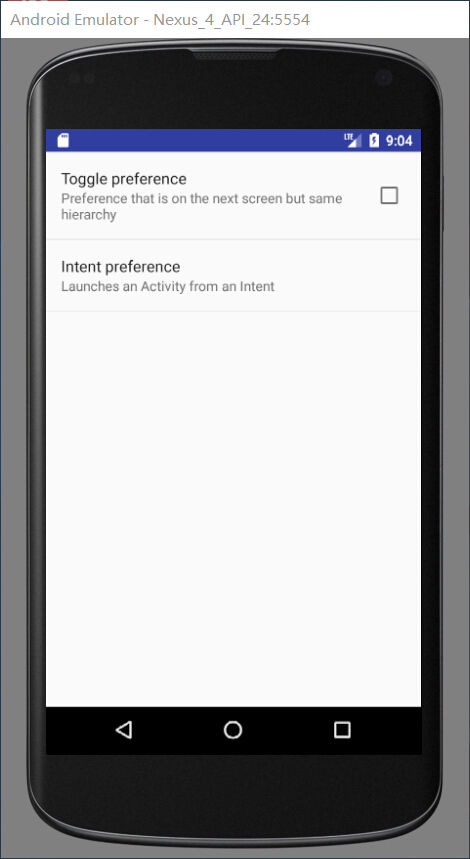 Android Emulator - Nexus_4_API_24:5554
LTE 9:04
Toggle preference
Preference that is on the next screen but same
hierarchy
Intent preference
Launches an Activity from an Intent